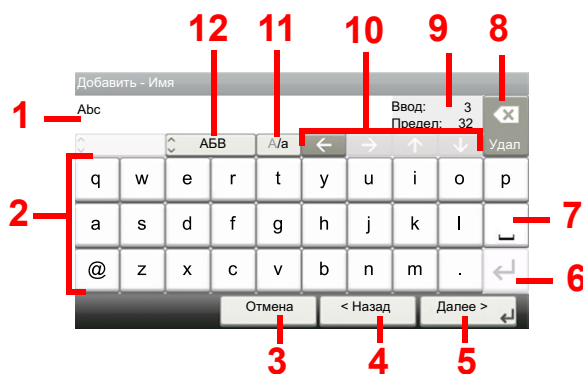 12 11 10 9 8
Добавить - Имя
1 Abc Ввод: 3
Предел: 32
АБВ A/a ← → ↑ ↓ Удал
q w e r t y u i o p
2 a s d f g h j k l 7
@ z x c v b n m . 6
Отмена < Назад Далее >
3 4 5